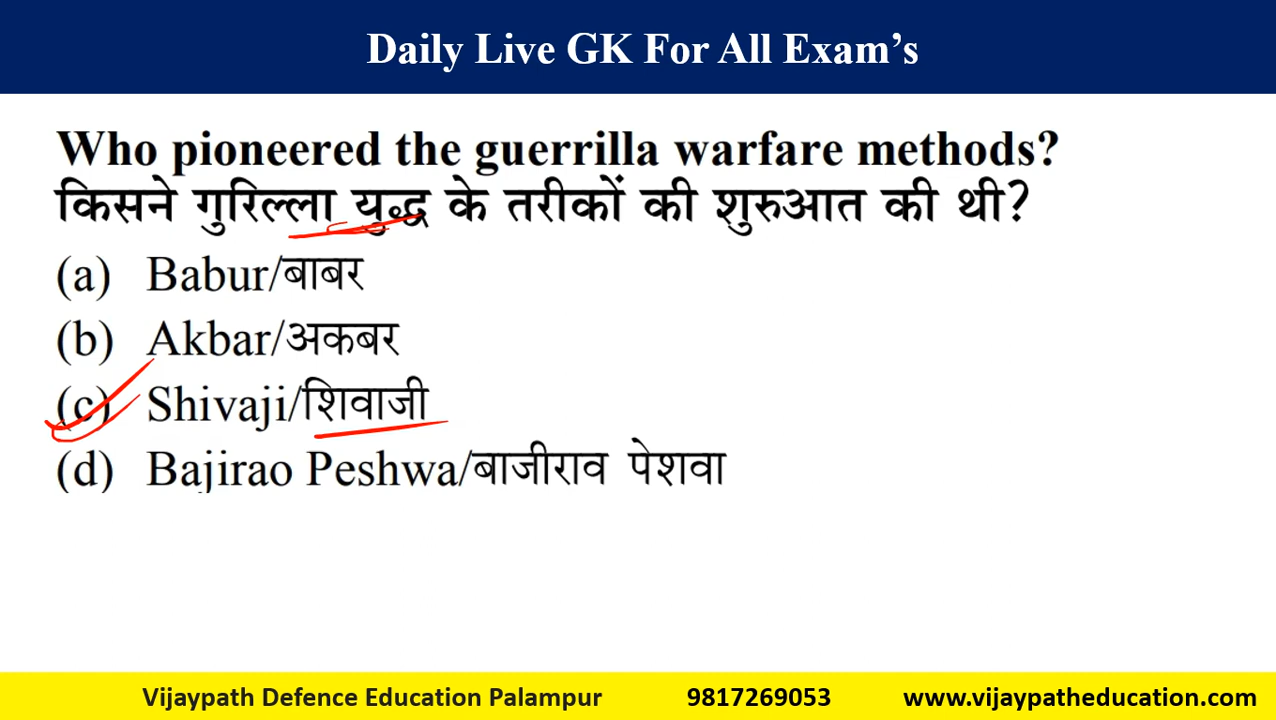 Daily Live GK For All Exam’s
Who pioneered the guerrilla warfare methods?
किसने गुरिल्ला युद्ध के तरीकों की शुरुआत की थी?
(a) Babur/बाबर
(b) Akbar/अकबर
(c) Shivaji/शिवाजी
(d) Bajirao Peshwa/बाजीराव पेशवा
Vijaypath Defence Education Palampur 9817269053 www.vijaypatheducation.com